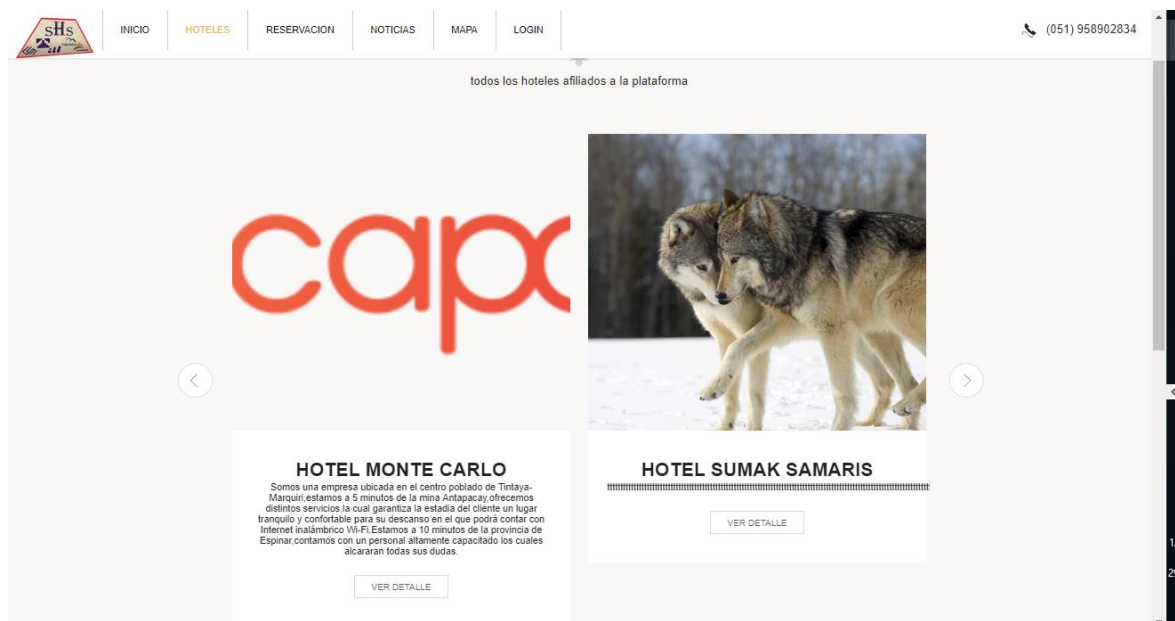 SHS
INICIO HOTELES RESERVACION NOTICIAS MAPA LOGIN (051) 958902834
todos los hoteles afiliados a la plataforma
capo
HOTEL MONTE CARLO
Somos una empresa ubicada en el centro poblado de Tintaya-
Marquiri,estamos a 5 minutos de la mina Antapacay,ofrecemos
distintos servicios,la cual garantiza la estadia del cliente un lugar
tranquilo y confortable para su descanso en el que podrá contar con
Internet inalámbrico Wi-Fi.Estamos a 10 minutos de la provincia de
Espinar,contamos con un personal altamente capacitado los cuales
alcararan todas sus dudas.
VER DETALLE
HOTEL SUMAK SAMARIS
VER DETALLE